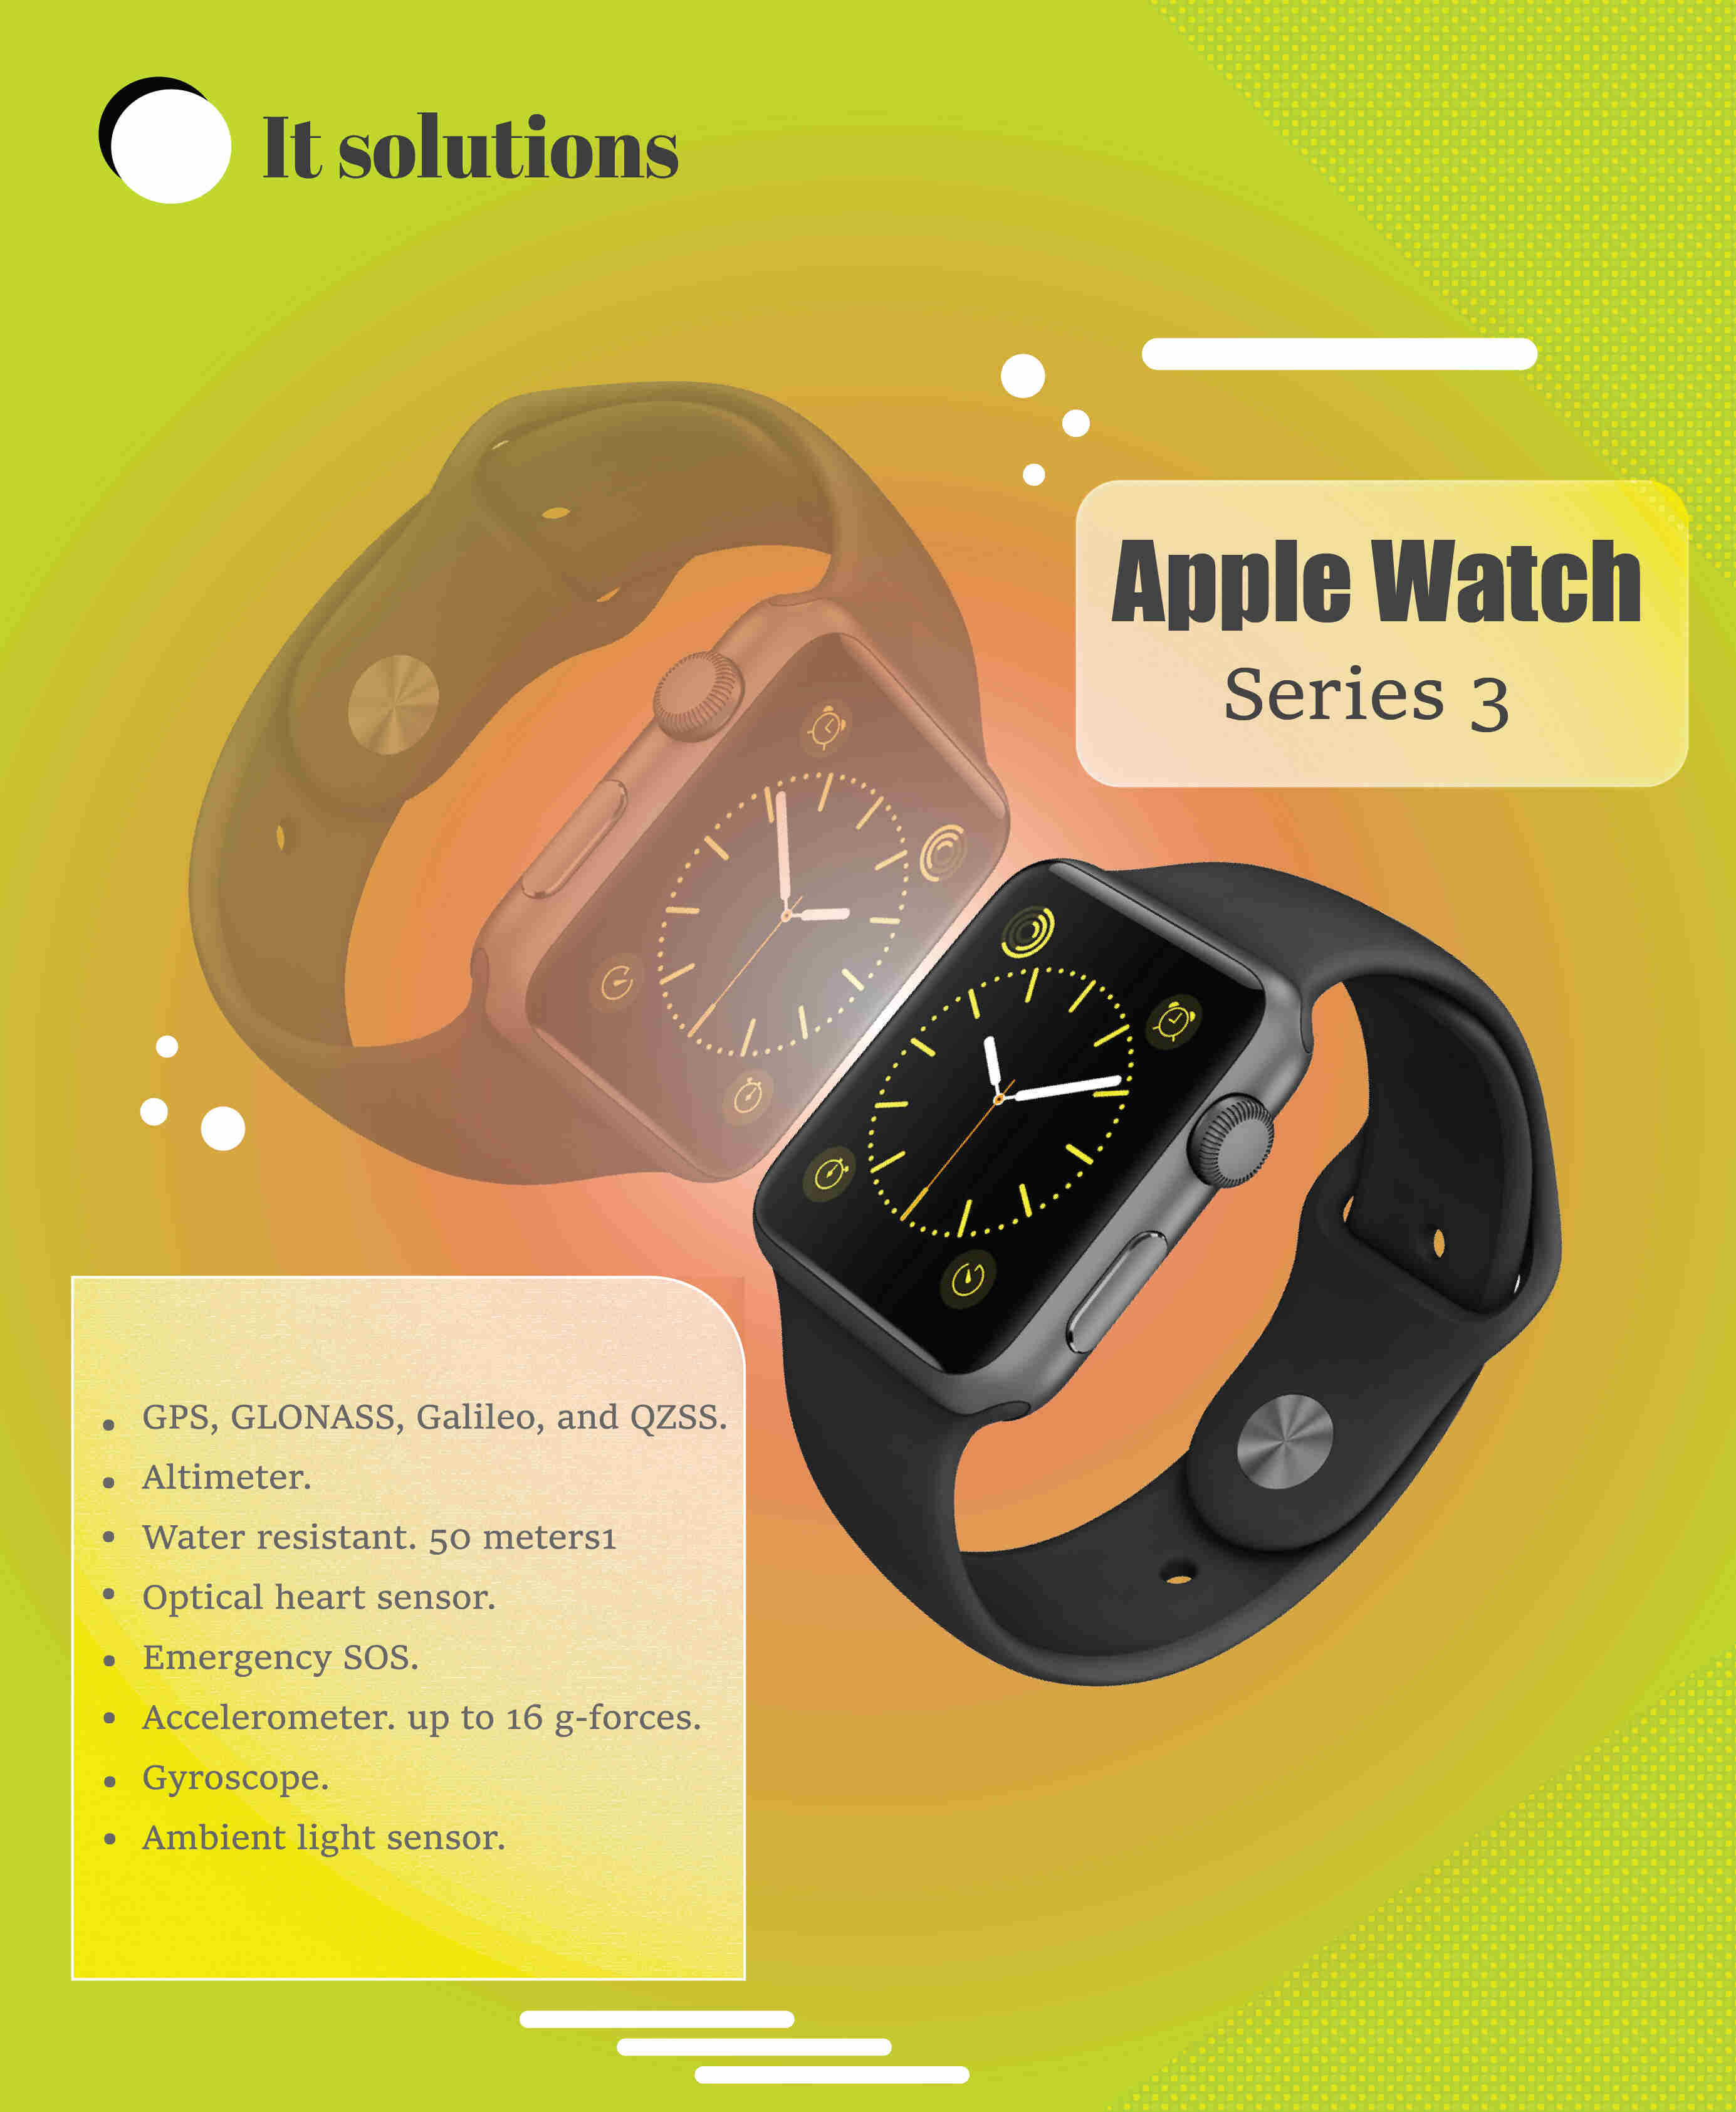 It solutions
Apple Watch
Series 3
• GPS, GLONASS, Galileo, and QZSS.
• Altimeter.
• Water resistant. 50 meters1
• Optical heart sensor.
• Emergency SOS.
• Accelerometer. up to 16 g-forces.
• Gyroscope.
• Ambient light sensor.